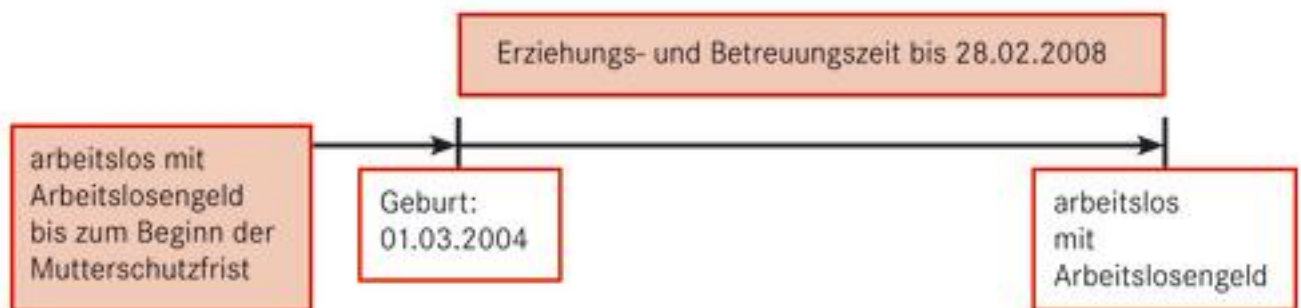 Erziehungs- und Betreuungszeit bis 28.02.2008
arbeitslos mit
Arbeitslosengeld
bis zum Beginn der
Mutterschutzfrist
Geburt:
01.03.2004
arbeitslos
mit
Arbeitslosengeld